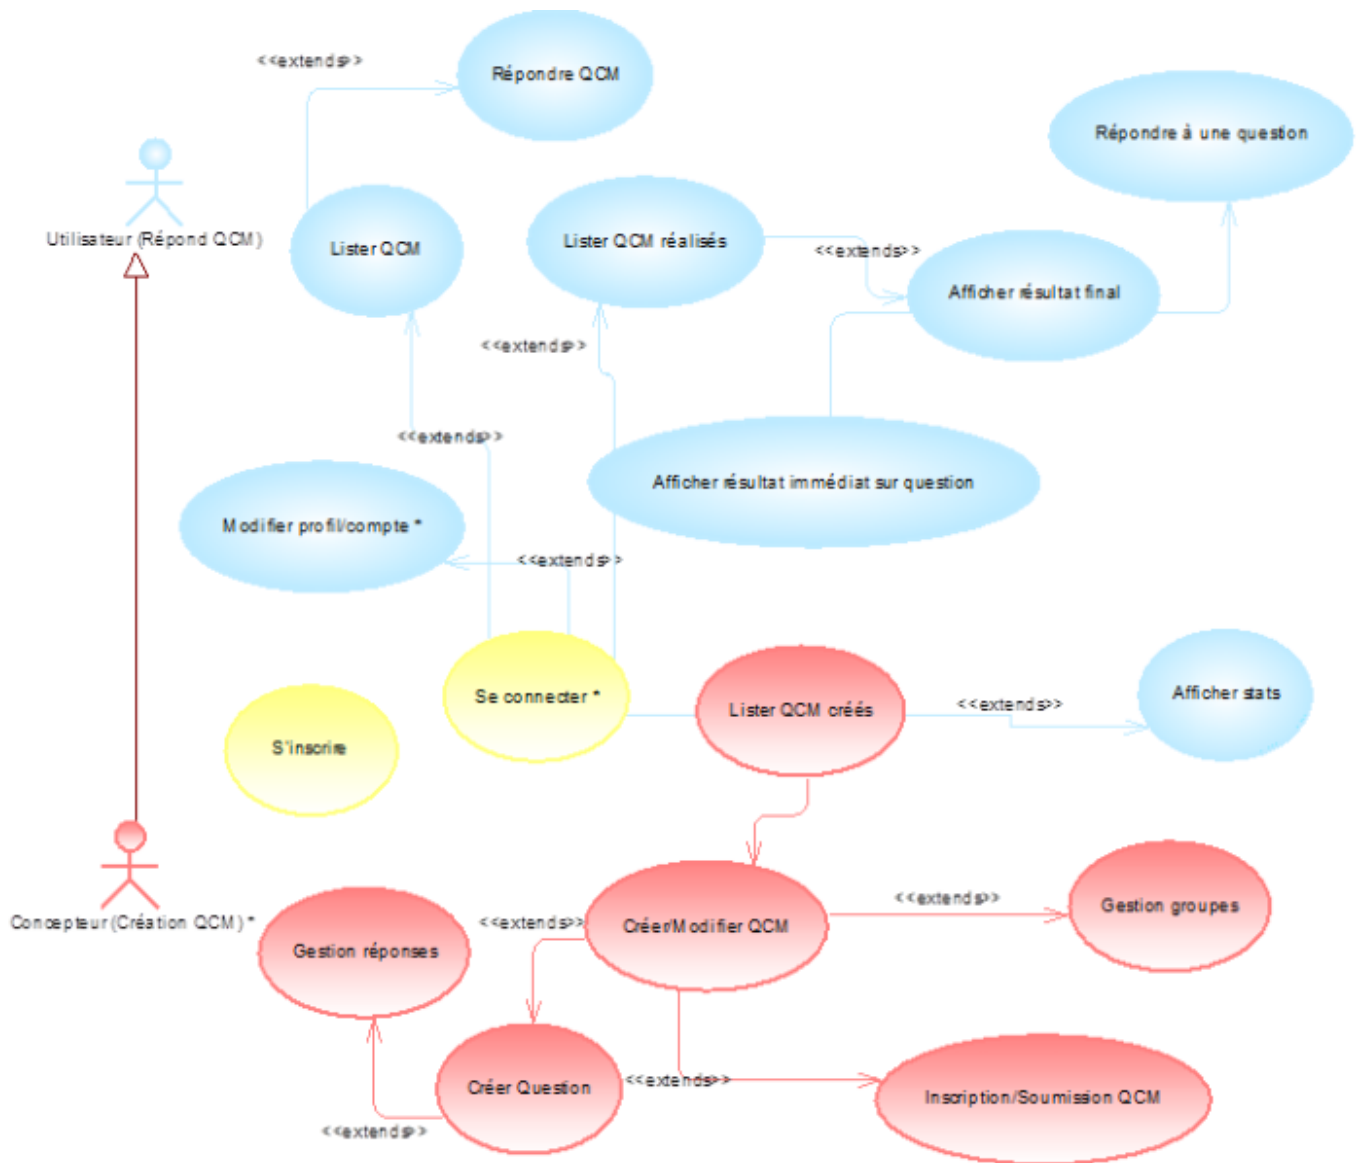 <<extends>>
Répondre QCM
Répondre à une question
Utilisateur (Répond QCM)
Lister QCM
Lister QCM réalisés
<<extends>>
Afficher résultat final
<<extends>>
<<extends>>
Afficher résultat immédiat sur question
Modifier profil/compte *
<<extends>>
Se connecter *
Lister QCM créés
<<extends>>
Afficher stats
S'inscrire
Concepteur (Création QCM) *
Gestion réponses
<<extends>>
Créer/Modifier QCM
<<extends>>
Gestion groupes
Créer Question
<<extends>>
Inscription/Soumission QCM
<<extends>>